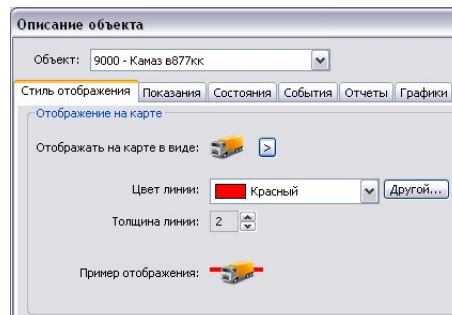 Описание объекта
Объект: 9000 - Камаз в877кк
Стиль отображения Показания Состояния События Отчеты Графики
Отображение на карте
Отображать на карте в виде: >
Цвет линии: Красный Другой...
Толщина линии: 2
Пример отображения: